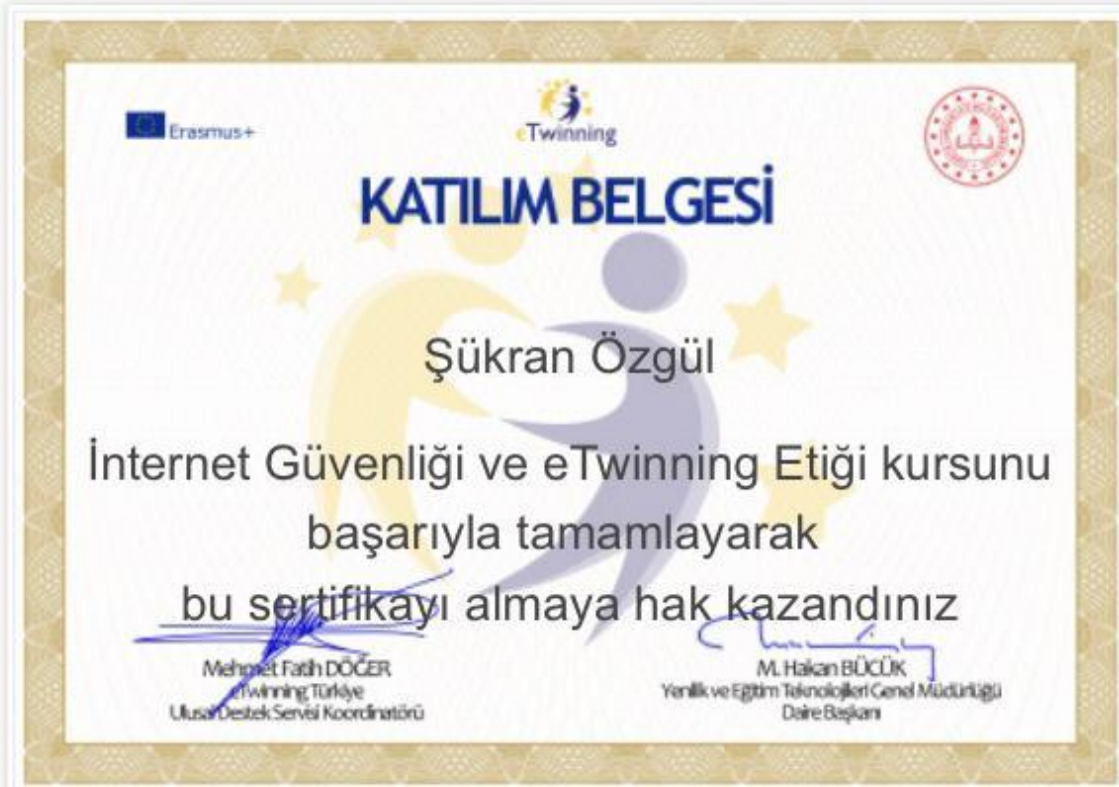 Erasmus+
eTwinning
KATILIM BELGESİ
Şükran Özgül
İnternet Güvenliği ve eTwinning Etiği kursunu
başarıyla tamamlayarak
bu sertifikayı almaya hak kazandınız
Mehmet Fatih DÖĞER
eTwinning Türkiye
Ulusal Destek Servisi Koordinatörü
M. Hakan BÜCÜK
Yenilik ve Eğitim Teknolojileri Genel Müdürlüğü
Daire Başkanı